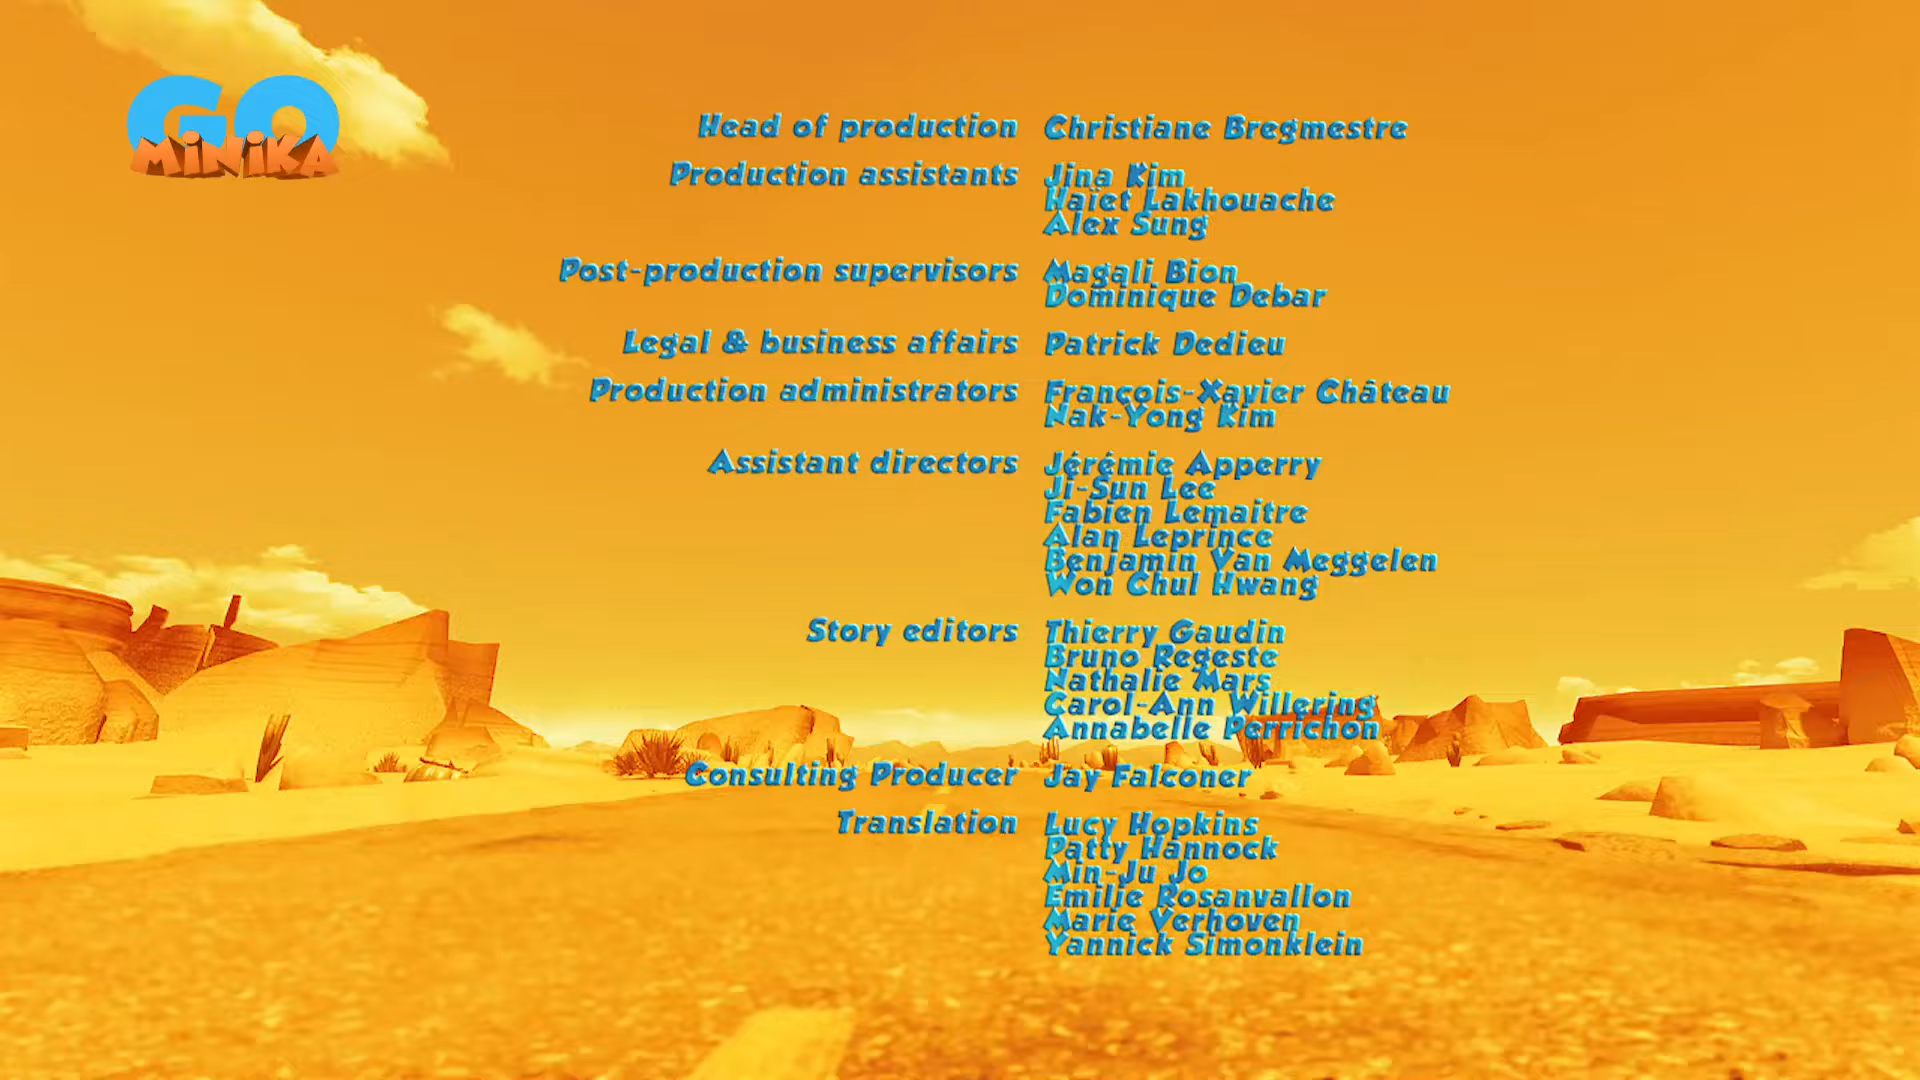 GO
MiNiKA
Head of production Christiane Bregmestre
Production assistants Jina Kim
Haïet Lakhouache
Alex Sung
Post-production supervisors Magali Bion
Dominique Debar
Legal & business affairs Patrick Dedieu
Production administrators François-Xavier Château
Nak-Yong Kim
Assistant directors Jérémie Apperry
Ji-Sun Lee
Fabien Lemaitre
Alan Leprince
Benjamin Van Meggelen
Won Chul Hwang
Story editors Thierry Gaudin
Bruno Regeste
Nathalie Mars
Carol-Ann Willering
Annabelle Perrichon
Consulting Producer Jay Falconer
Translation Lucy Hopkins
Patty Hannock
Min-Ju Jo
Emilie Rosanvallon
Marie Verhoven
Yannick Simonklein